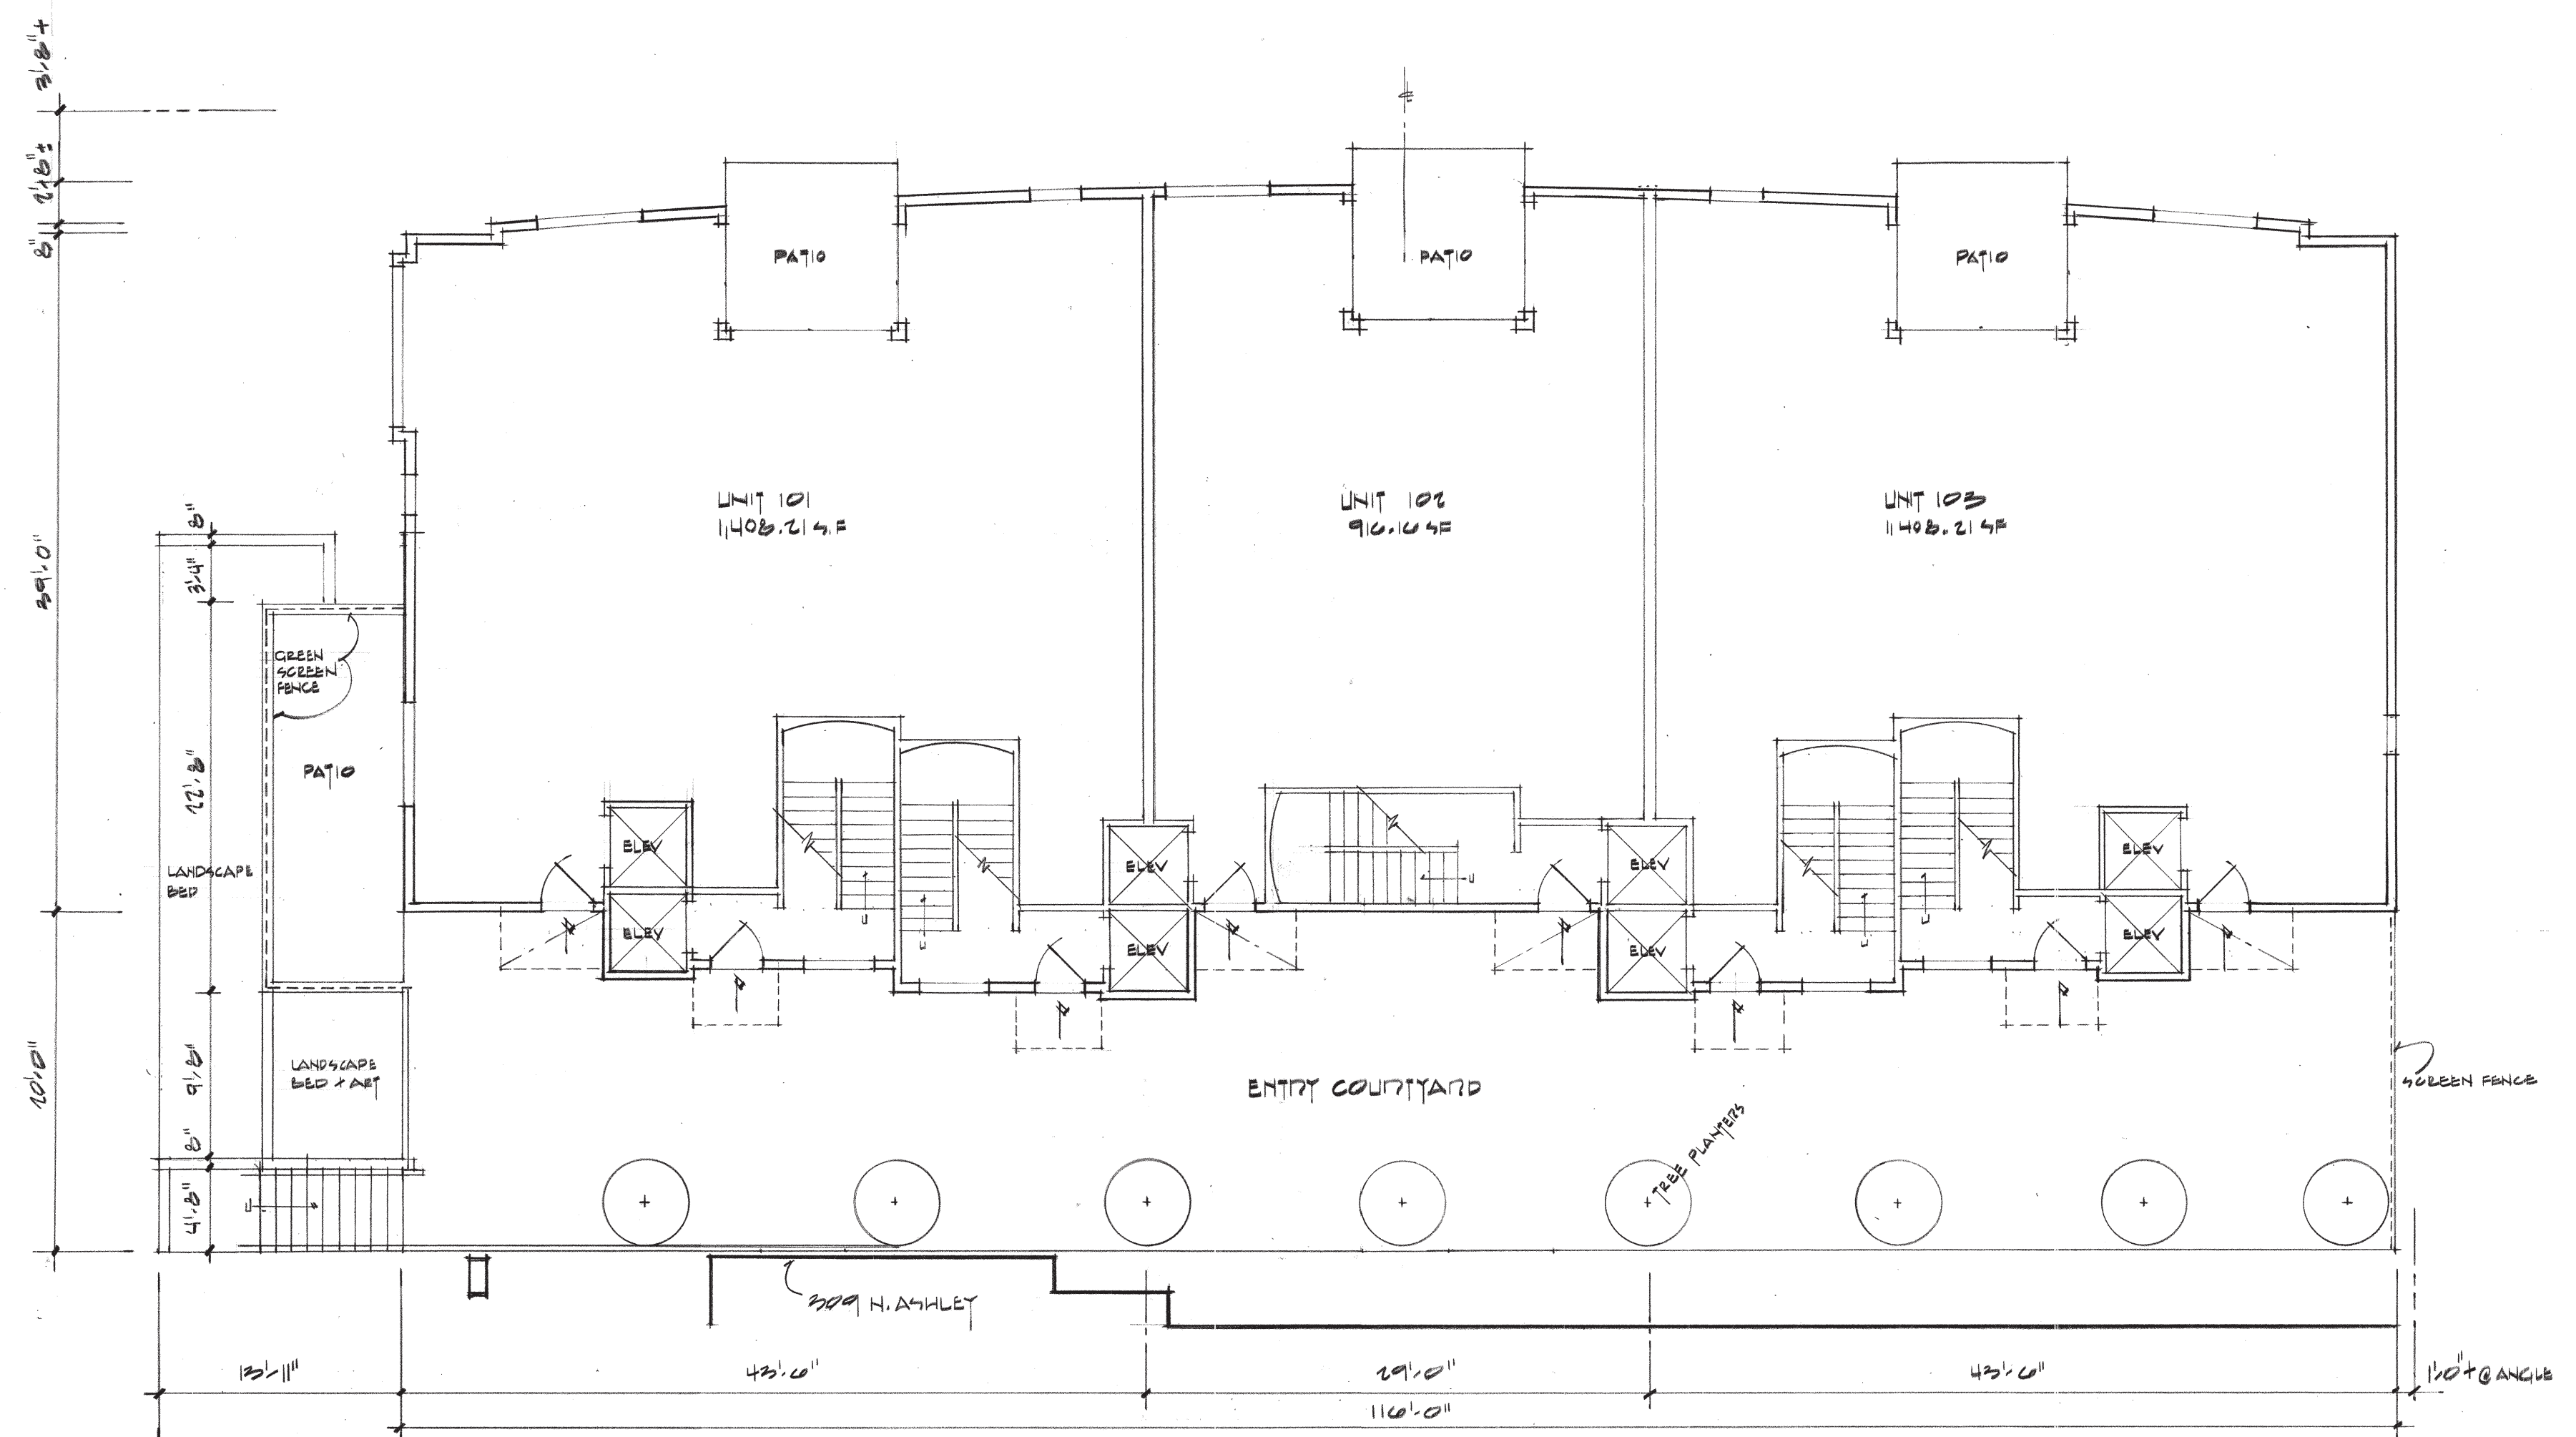 3'-8"+
2'-8"±
8"
39'-0"
20'-0"
8"
3'-4"
22'-8"
9'-8"
8"
4'-8"
PATIO
PATIO
PATIO
UNIT 101
1,408.21 S.F
UNIT 102
916.16 SF
UNIT 103
1,408.21 SF
GREEN
SCREEN
FENCE
PATIO
LANDSCAPE
BED
ELEV
ELEV
ELEV
ELEV
ELEV
ELEV
ELEV
ELEV
U
U
U
U
U
LANDSCAPE
BED + ART
ENTRY COURTYARD
SCREEN FENCE
TREE PLANTERS
U
309 N. ASHLEY
13'-11"
43'-6"
29'-0"
43'-6"
1'-0"+ @ ANGLE
116'-0"